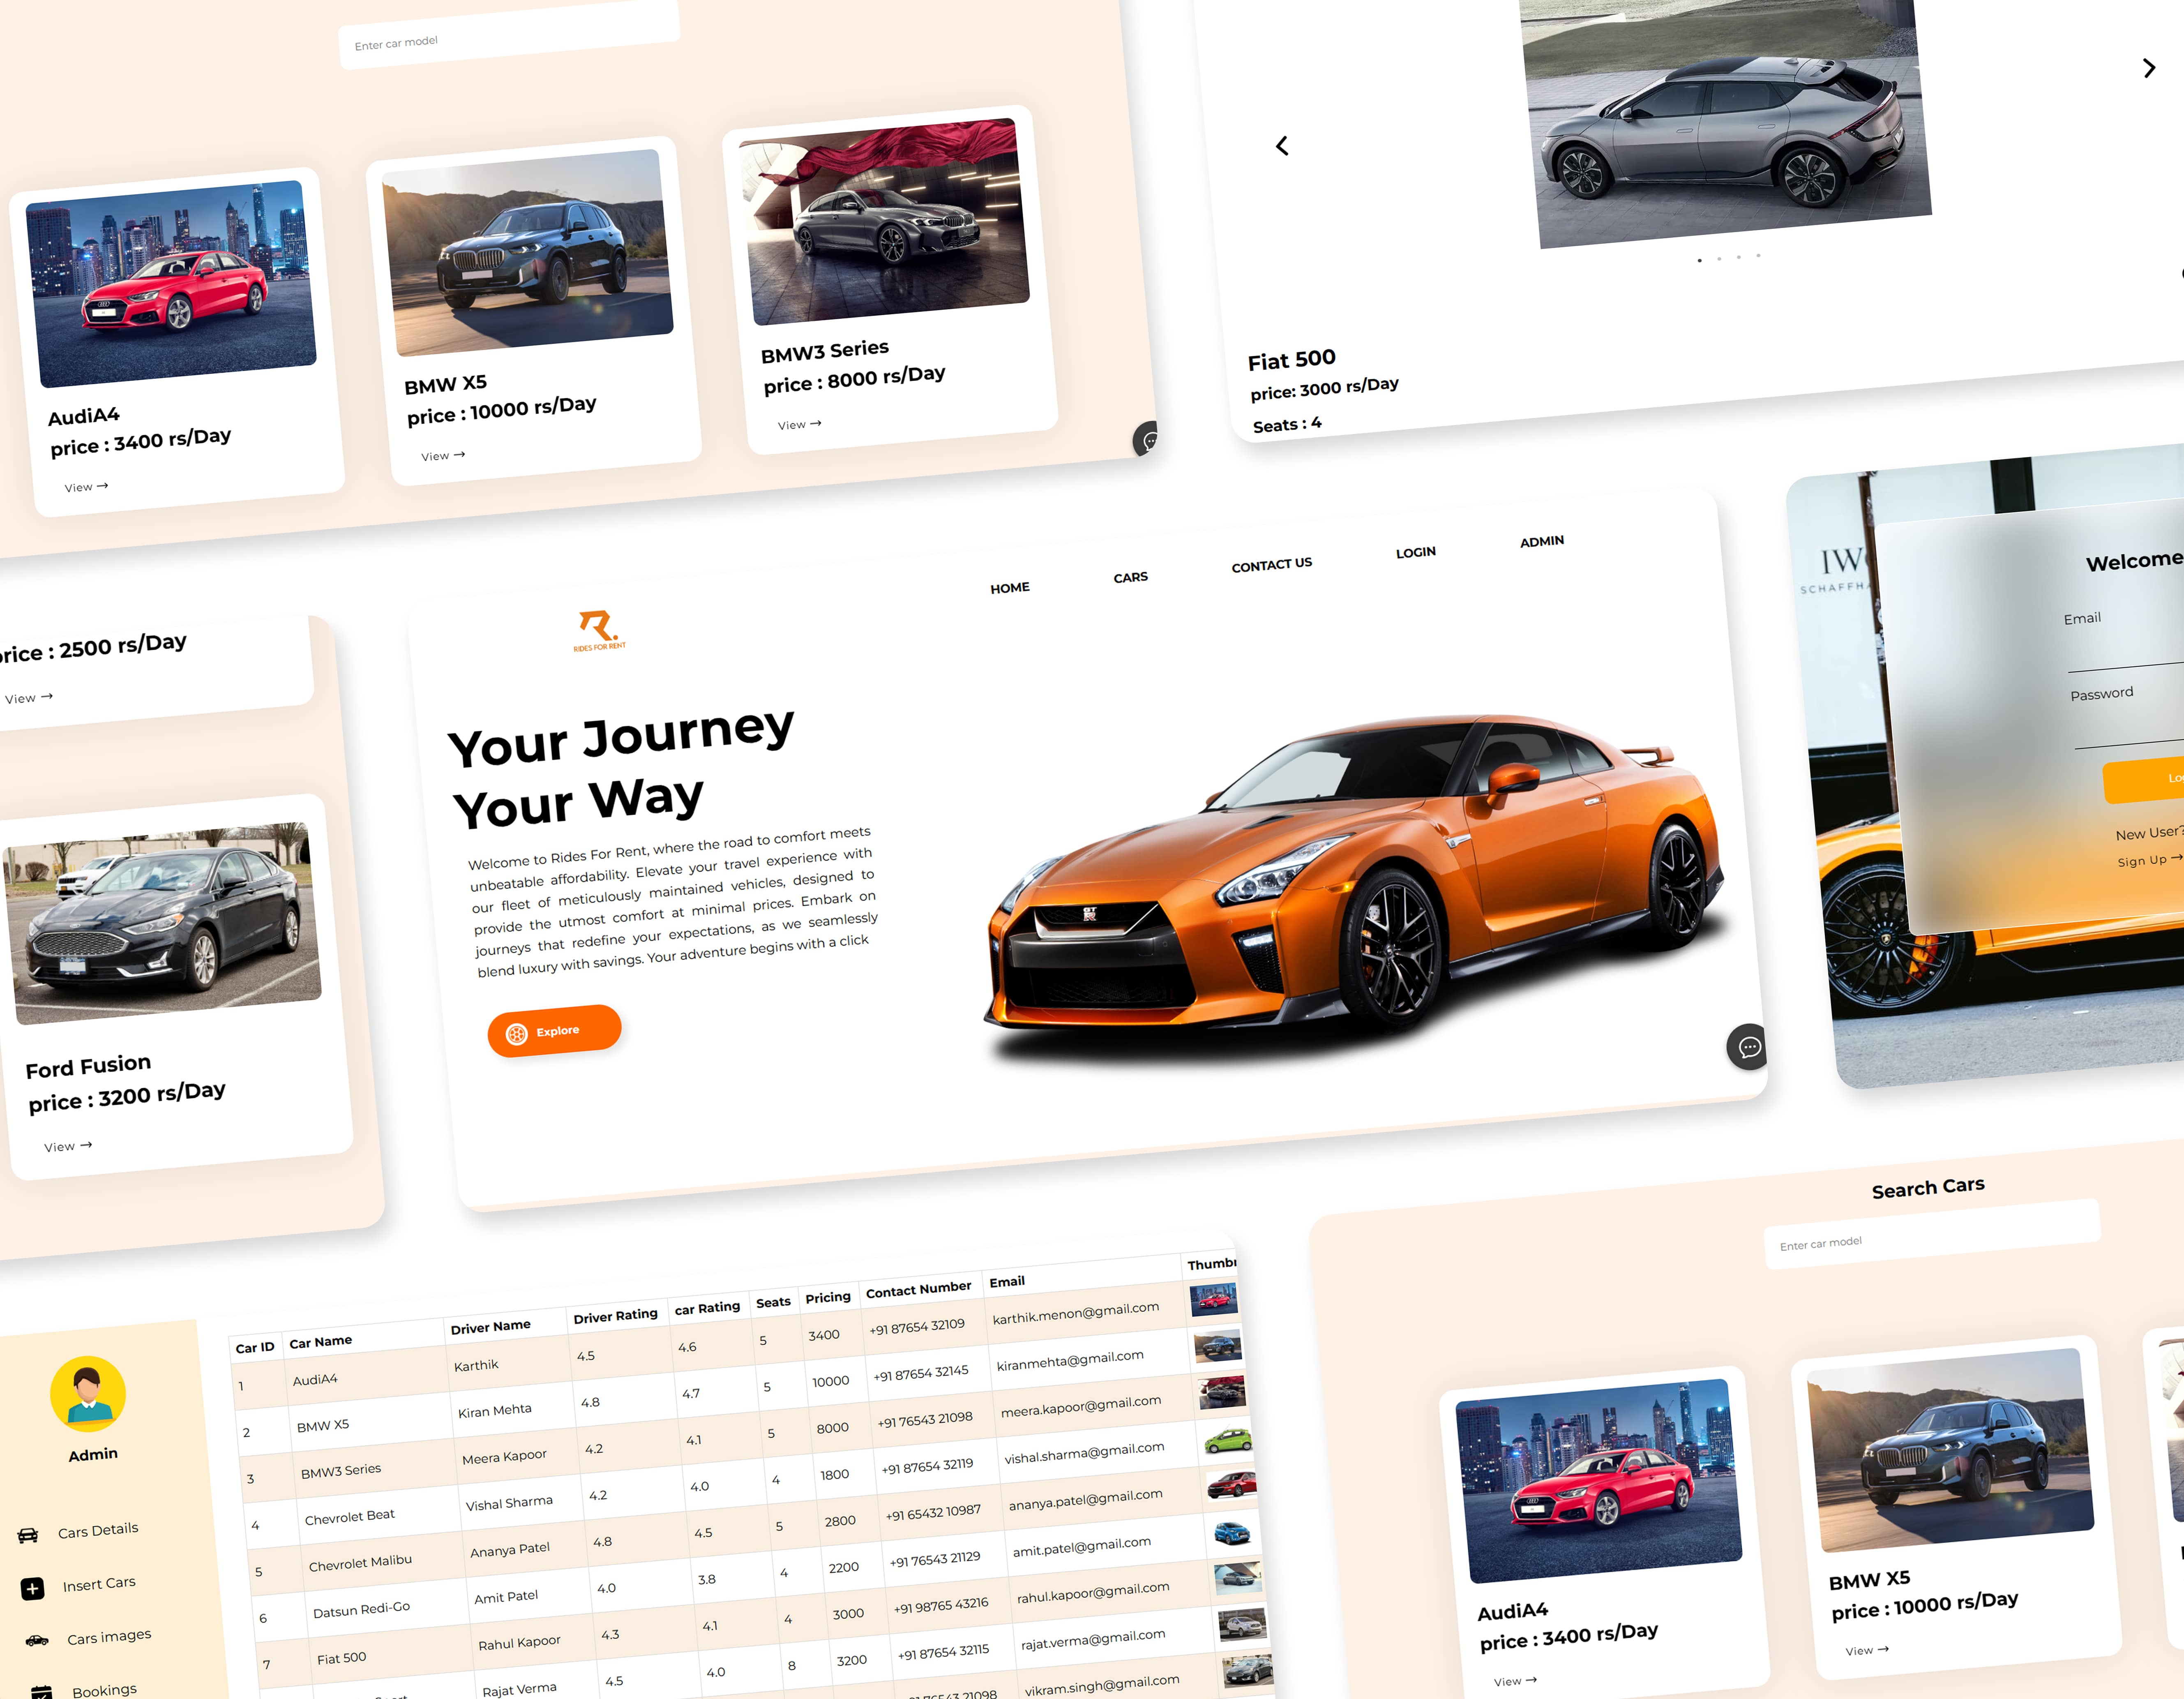 Enter car model
AudiA4
price : 3400 rs/Day
View →
BMW X5
price : 10000 rs/Day
View →
BMW3 Series
price : 8000 rs/Day
View →
Fiat 500
price: 3000 rs/Day
Seats : 4
price : 2500 rs/Day
View →
Ford Fusion
price : 3200 rs/Day
View →
R.
RIDES FOR RENT
HOME CARS CONTACT US LOGIN ADMIN
Your Journey
Your Way
Welcome to Rides For Rent, where the road to comfort meets
unbeatable affordability. Elevate your travel experience with
our fleet of meticulously maintained vehicles, designed to
provide the utmost comfort at minimal prices. Embark on
journeys that redefine your expectations, as we seamlessly
blend luxury with savings. Your adventure begins with a click
Explore
GT R
IW
SCHAFFHA
Welcome
Email
Password
Lo
New User?
Sign Up →
Admin
Cars Details
Insert Cars
Cars images
Bookings
Car ID Car Name Driver Name Driver Rating car Rating Seats Pricing Contact Number Email Thumb
1 AudiA4 Karthik 4.5 4.6 5 3400 +91 87654 32109 karthik.menon@gmail.com
2 BMW X5 Kiran Mehta 4.8 4.7 5 10000 +91 87654 32145 kiranmehta@gmail.com
3 BMW3 Series Meera Kapoor 4.2 4.1 5 8000 +91 76543 21098 meera.kapoor@gmail.com
4 Chevrolet Beat Vishal Sharma 4.2 4.0 4 1800 +91 87654 32119 vishal.sharma@gmail.com
5 Chevrolet Malibu Ananya Patel 4.8 4.5 5 2800 +91 65432 10987 ananya.patel@gmail.com
6 Datsun Redi-Go Amit Patel 4.0 3.8 4 2200 +91 76543 21129 amit.patel@gmail.com
7 Fiat 500 Rahul Kapoor 4.3 4.1 4 3000 +91 98765 43216 rahul.kapoor@gmail.com
Rajat Verma 4.5 4.0 8 3200 +91 87654 32115 rajat.verma@gmail.com
vikram.singh@gmail.com
Search Cars
Enter car model
AudiA4
price : 3400 rs/Day
View →
BMW X5
price : 10000 rs/Day
View →